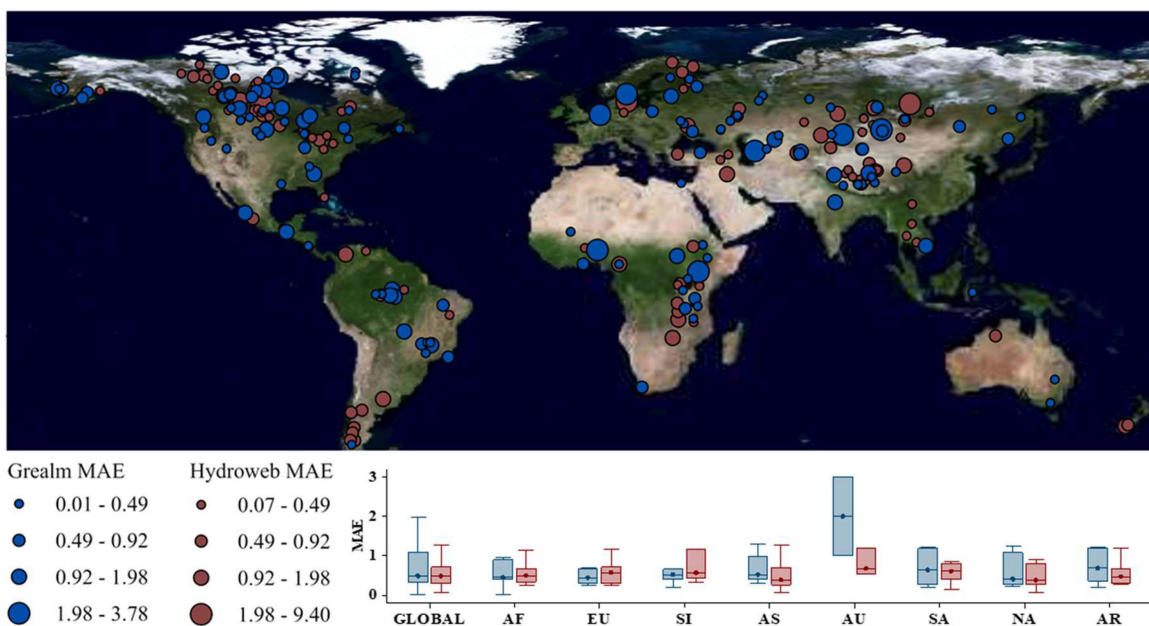 Grealm MAE Hydroweb MAE
0.01 - 0.49 0.07 - 0.49
0.49 - 0.92 0.49 - 0.92
0.92 - 1.98 0.92 - 1.98
1.98 - 3.78 1.98 - 9.40
MAE
3
2
1
0
GLOBAL AF EU SI AS AU SA NA AR